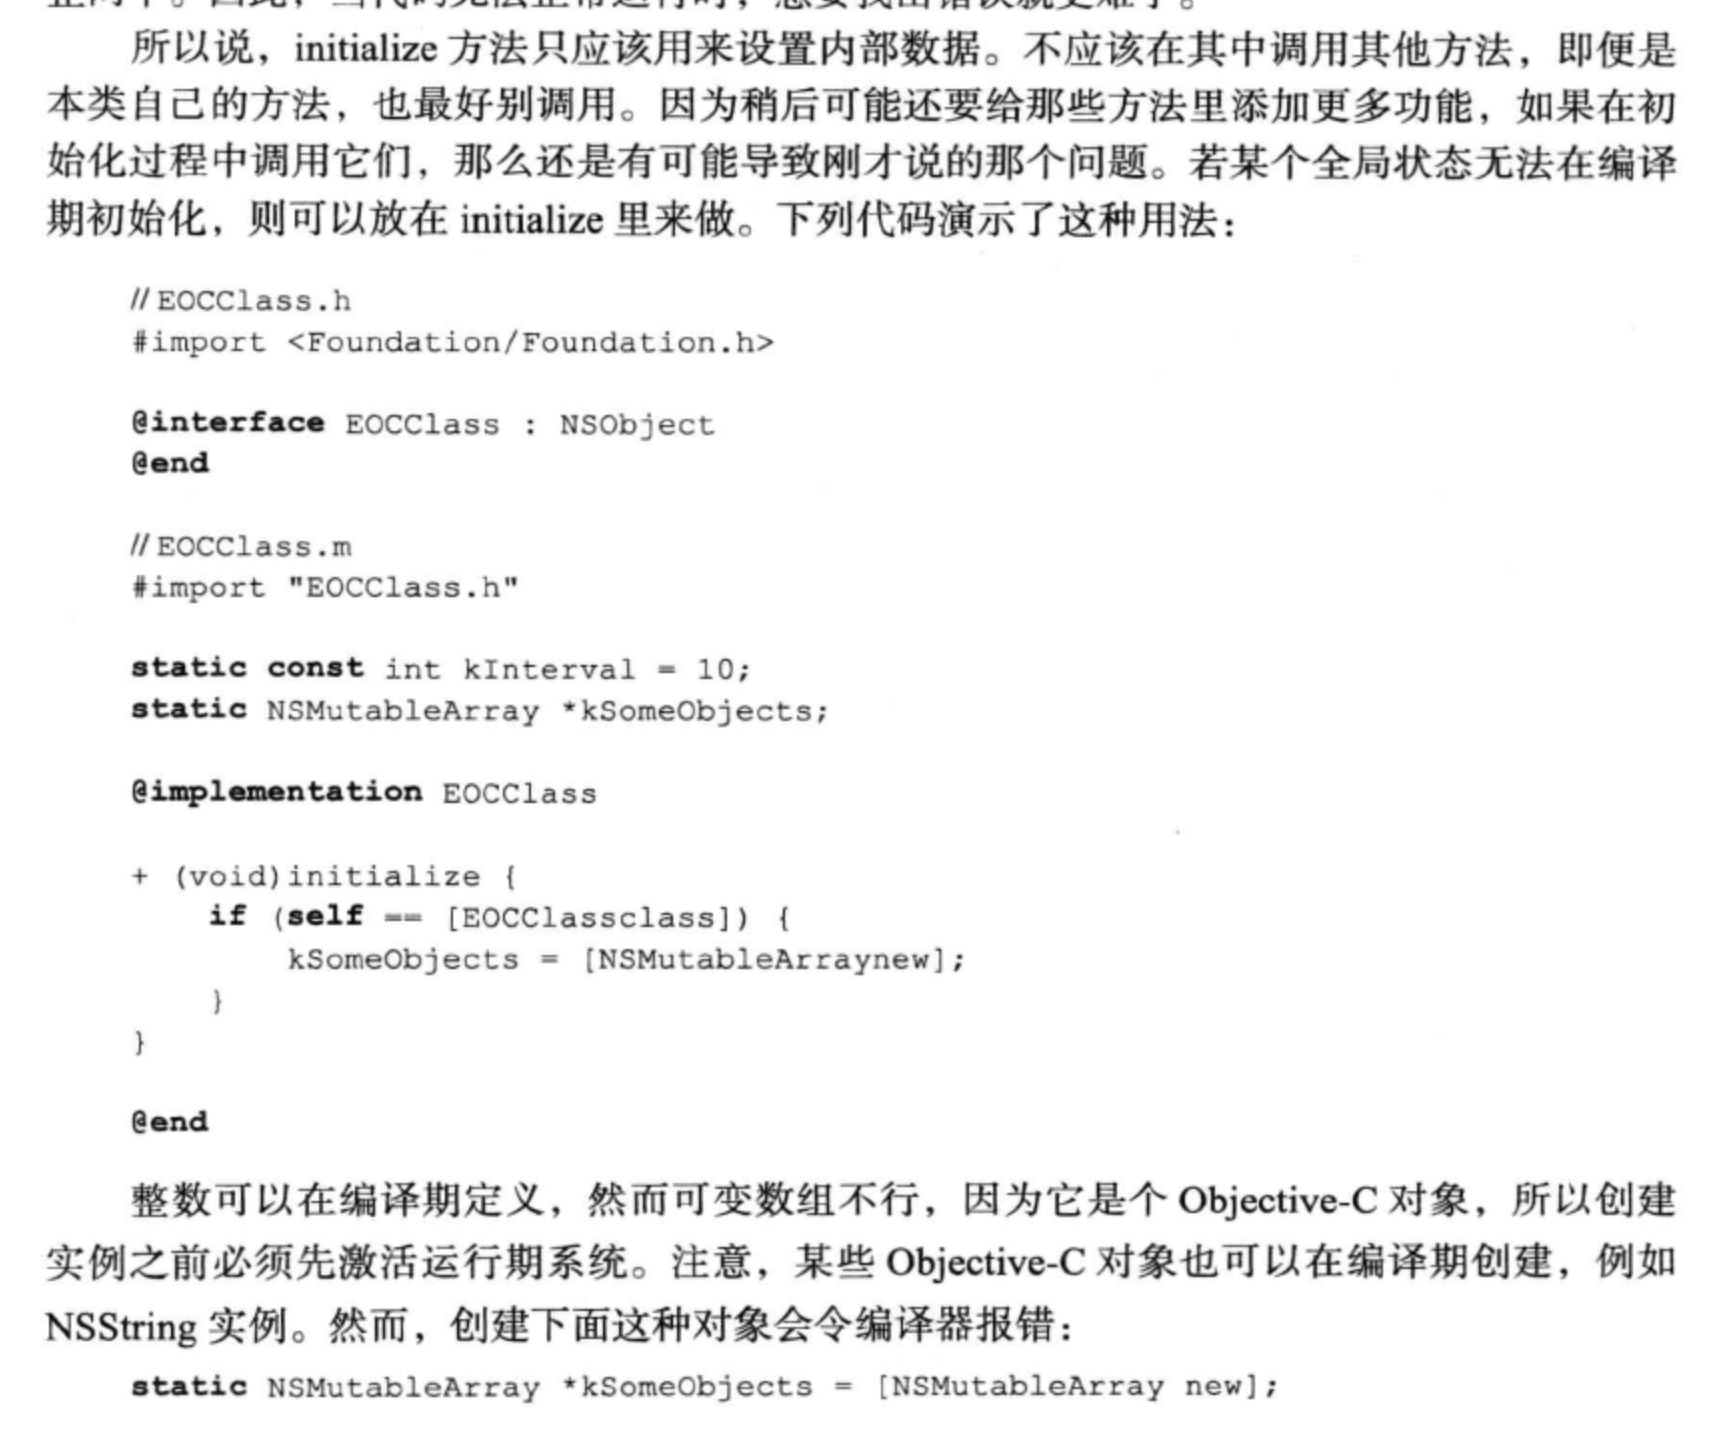 所以说，initialize 方法只应该用来设置内部数据。不应该在其中调用其他方法，即便是
本类自己的方法，也最好别调用。因为稍后可能还要给那些方法里添加更多功能，如果在初
始化过程中调用它们，那么还是有可能导致刚才说的那个问题。若某个全局状态无法在编译
期初始化，则可以放在 initialize 里来做。下列代码演示了这种用法：
//EOCClass.h
#import <Foundation/Foundation.h>
@interface EOCClass : NSObject
@end
//EOCClass.m
#import "EOCClass.h"
static const int kInterval = 10;
static NSMutableArray *kSomeObjects;
@implementation EOCClass
+ (void)initialize {
if (self == [EOCClassclass]) {
kSomeObjects = [NSMutableArraynew];
}
}
@end
整数可以在编译期定义，然而可变数组不行，因为它是个 Objective-C 对象，所以创建
实例之前必须先激活运行期系统。注意，某些 Objective-C 对象也可以在编译期创建，例如
NSString 实例。然而，创建下面这种对象会令编译器报错：
static NSMutableArray *kSomeObjects = [NSMutableArray new];